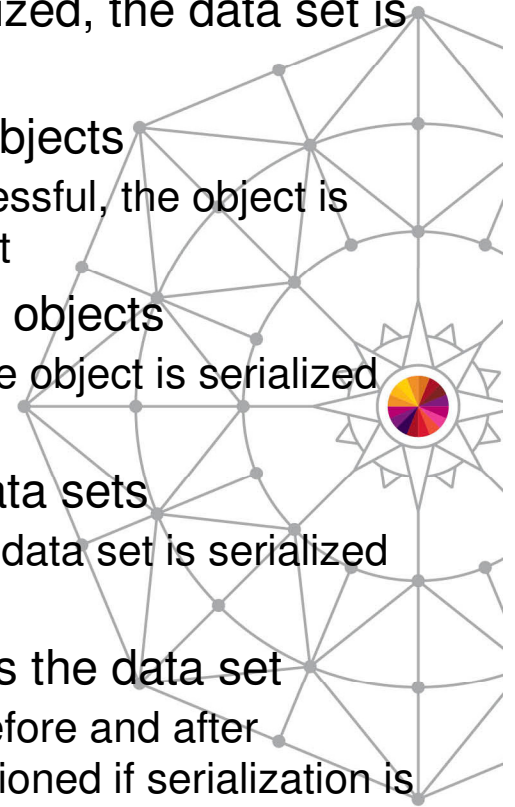 ized, the data set is
bjects
essful, the object is
t
objects
e object is serialized
ata sets
data set is serialized
s the data set
efore and after
ioned if serialization is